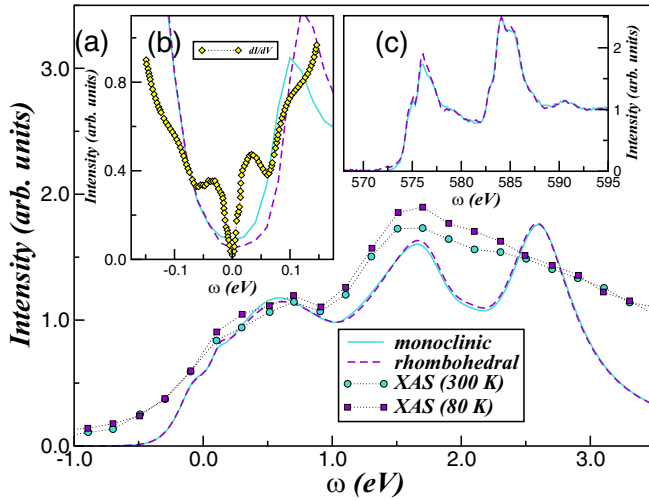 (a)
(b)
(c)
dI/dV
Intensity (arb. units)
0.8
0.4
0.0
-0.1
0.0
0.1
ω (eV)
2.5
2
1
0
Intensity (arb. units)
570
575
580
585
590
595
ω (eV)
Intensity (arb. units)
3.0
2.0
1.0
0.0
monoclinic
rhombohedral
XAS (300 K)
XAS (80 K)
-1.0
0.0
1.0
2.0
3.0
ω (eV)